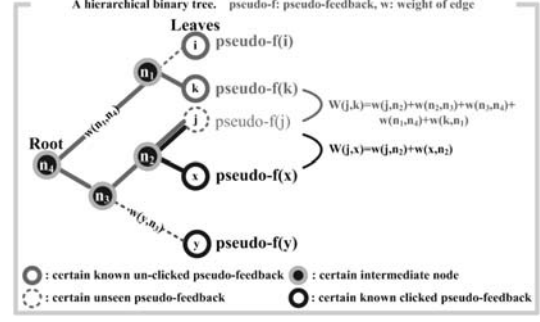 A hierarchical binary tree. pseudo-f: pseudo-feedback, w: weight of edge
Leaves
i pseudo-f(i)
n₁
k pseudo-f(k)
w(n₁,n₄)
j pseudo-f(j)
W(j,k)=w(j,n₂)+w(n₂,n₃)+w(n₃,n₄)+
w(n₁,n₄)+w(k,n₁)
Root
n₂
W(j,x)=w(j,n₂)+w(x,n₂)
n₄
x pseudo-f(x)
n₃
w(y,n₃)
y pseudo-f(y)
: certain known un-clicked pseudo-feedback : certain intermediate node
: certain unseen pseudo-feedback : certain known clicked pseudo-feedback